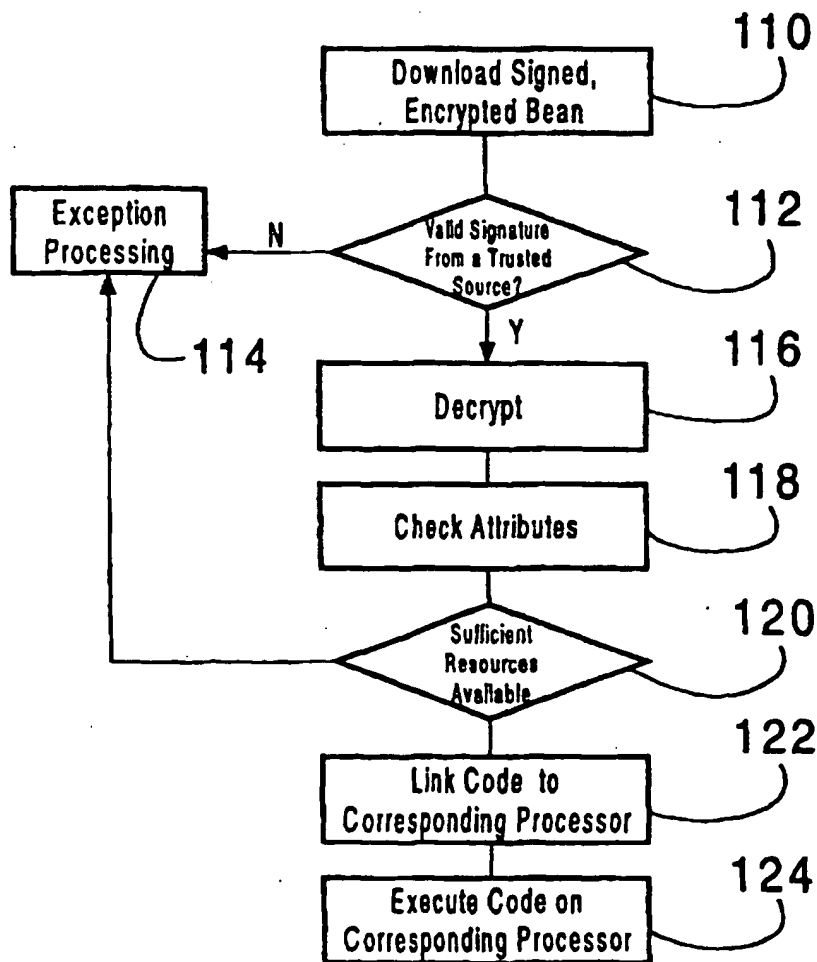 110
Download Signed,
Encrypted Bean
Exception
Processing
N
Valid Signature
From a Trusted
Source?
112
114
Y
116
Decrypt
118
Check Attributes
120
Sufficient
Resources
Available
122
Link Code to
Corresponding Processor
124
Execute Code on
Corresponding Processor